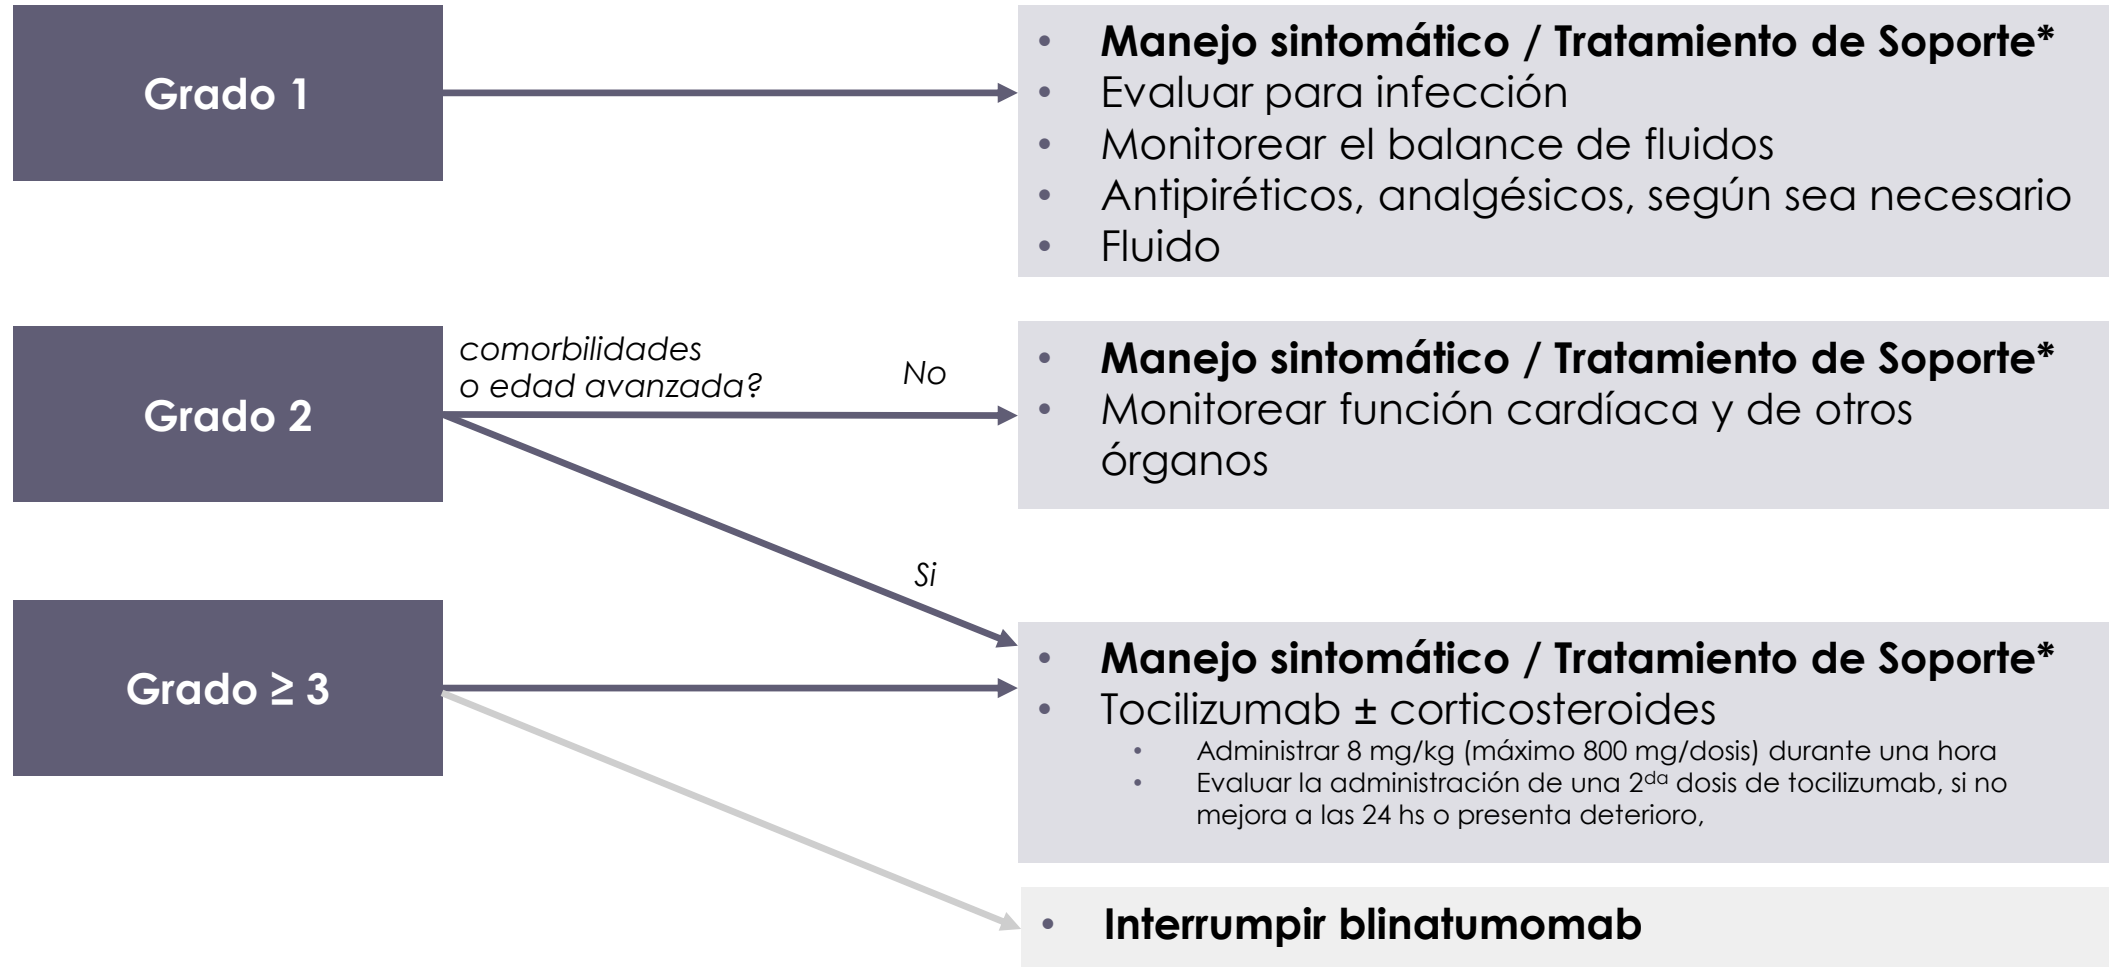 Grado 1
• Manejo sintomático / Tratamiento de Soporte*
• Evaluar para infección
• Monitorear el balance de fluidos
• Antipiréticos, analgésicos, según sea necesario
• Fluido
Grado 2
comorbilidades
o edad avanzada?
No
Si
• Manejo sintomático / Tratamiento de Soporte*
• Monitorear función cardíaca y de otros
órganos
Grado ≥ 3
• Manejo sintomático / Tratamiento de Soporte*
• Tocilizumab ± corticosteroides
• Administrar 8 mg/kg (máximo 800 mg/dosis) durante una hora
• Evaluar la administración de una 2da dosis de tocilizumab, si no
mejora a las 24 hs o presenta deterioro,
• Interrumpir blinatumomab